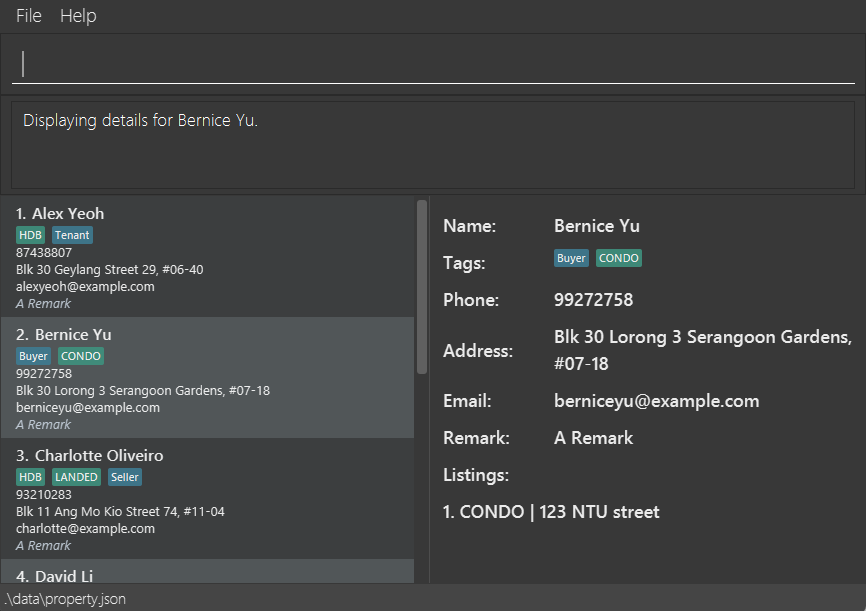 File Help
Displaying details for Bernice Yu.
1. Alex Yeoh
HDB Tenant
87438807
Blk 30 Geylang Street 29, #06-40
alexyeoh@example.com
A Remark
2. Bernice Yu
Buyer CONDO
99272758
Blk 30 Lorong 3 Serangoon Gardens, #07-18
berniceyu@example.com
A Remark
3. Charlotte Oliveiro
HDB LANDED Seller
93210283
Blk 11 Ang Mo Kio Street 74, #11-04
charlotte@example.com
A Remark
4. David Li
Name: Bernice Yu
Tags: Buyer CONDO
Phone: 99272758
Address: Blk 30 Lorong 3 Serangoon Gardens,
#07-18
Email: berniceyu@example.com
Remark: A Remark
Listings:
1. CONDO | 123 NTU street
.\data\property.json